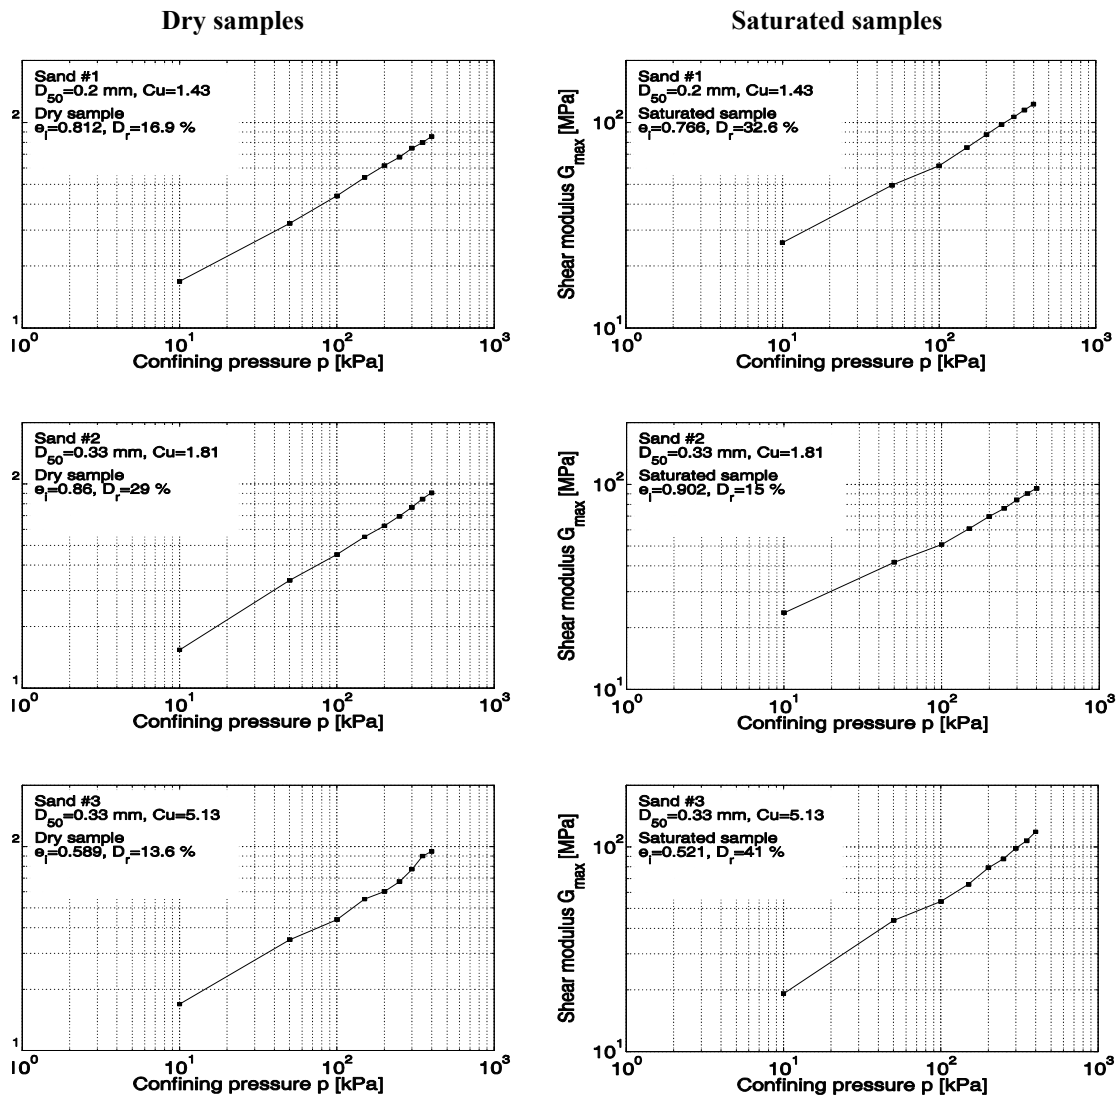 Dry samples
Saturated samples
Sand #1
D50=0.2 mm, Cu=1.43
Dry sample
eI=0.812, Dr=16.9 %
2
1
10^0 10^1 10^2 10^3
Confining pressure p [kPa]
Sand #1
D50=0.2 mm, Cu=1.43
Saturated sample
eI=0.766, Dr=32.6 %
Shear modulus Gmax [MPa]
10^2
10^1
10^0 10^1 10^2 10^3
Confining pressure p [kPa]
Sand #2
D50=0.33 mm, Cu=1.81
Dry sample
eI=0.86, Dr=29 %
2
1
10^0 10^1 10^2 10^3
Confining pressure p [kPa]
Sand #2
D50=0.33 mm, Cu=1.81
Saturated sample
eI=0.902, Dr=15 %
Shear modulus Gmax [MPa]
10^2
10^1
10^0 10^1 10^2 10^3
Confining pressure p [kPa]
Sand #3
D50=0.33 mm, Cu=5.13
Dry sample
eI=0.589, Dr=13.6 %
2
1
10^0 10^1 10^2 10^3
Confining pressure p [kPa]
Sand #3
D50=0.33 mm, Cu=5.13
Saturated sample
eI=0.521, Dr=41 %
Shear modulus Gmax [MPa]
10^2
10^1
10^0 10^1 10^2 10^3
Confining pressure p [kPa]